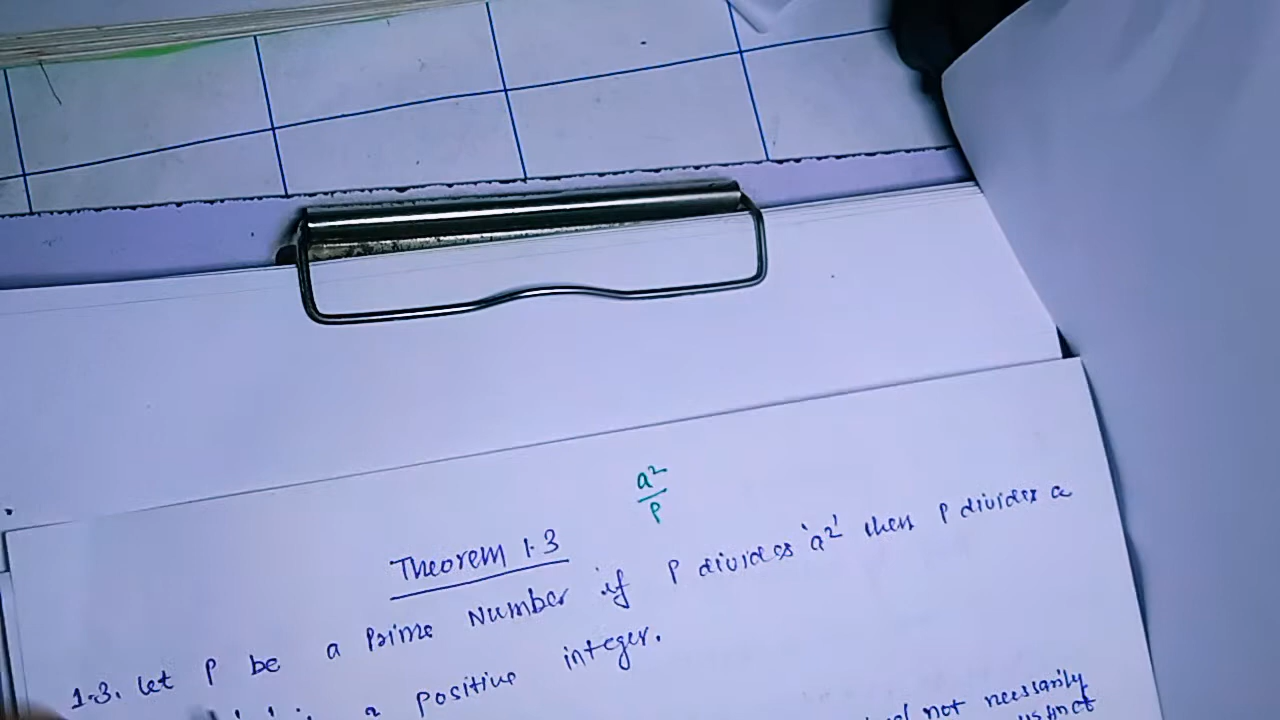 a²
p
Theorem 1.3
1.3. Let P be a Prime Number if P divides 'a²' then P divides a
a positive integer.
not necessarily